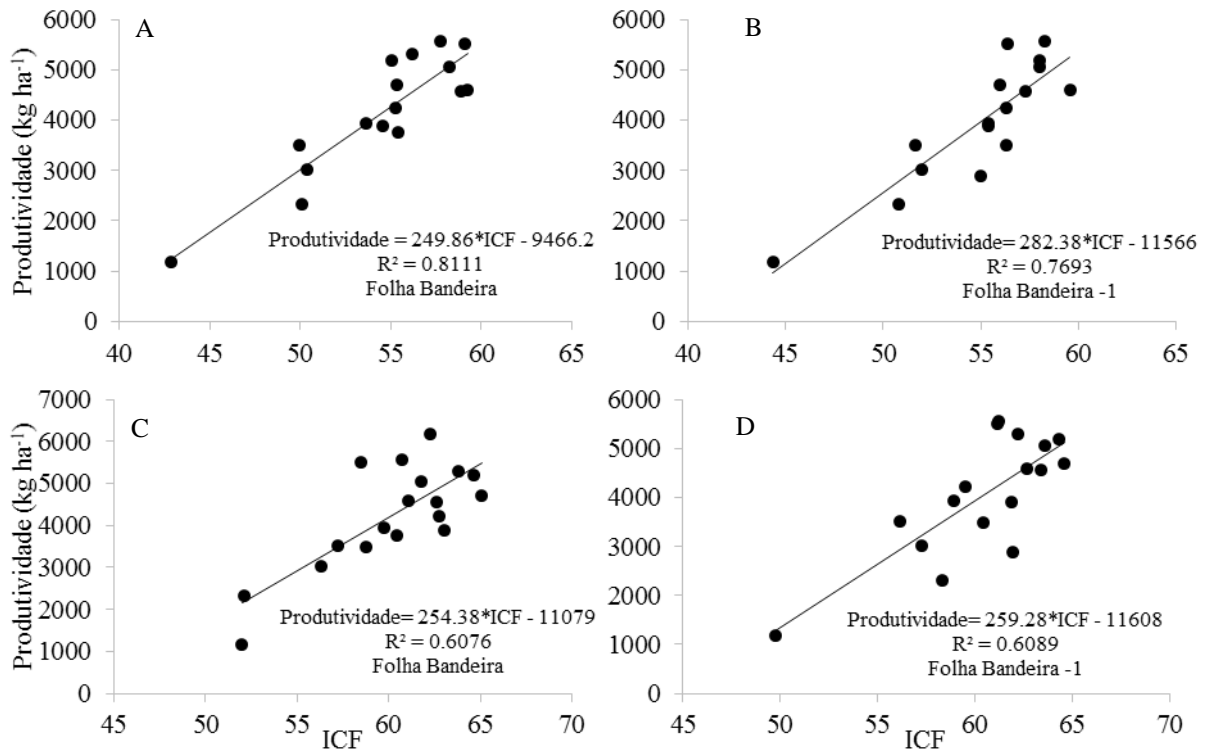 A
B
Produtividade (kg ha⁻¹)
6000
5000
4000
3000
2000
1000
0
40 45 50 55 60 65
Produtividade = 249.86*ICF - 9466.2
R² = 0.8111
Folha Bandeira
6000
5000
4000
3000
2000
1000
0
40 45 50 55 60 65
Produtividade= 282.38*ICF - 11566
R² = 0.7693
Folha Bandeira -1
C
D
Produtividade (kg ha⁻¹)
7000
6000
5000
4000
3000
2000
1000
0
45 50 55 60 65 70
ICF
Produtividade= 254.38*ICF - 11079
R² = 0.6076
Folha Bandeira
6000
5000
4000
3000
2000
1000
0
45 50 55 60 65 70
ICF
Produtividade= 259.28*ICF - 11608
R² = 0.6089
Folha Bandeira -1